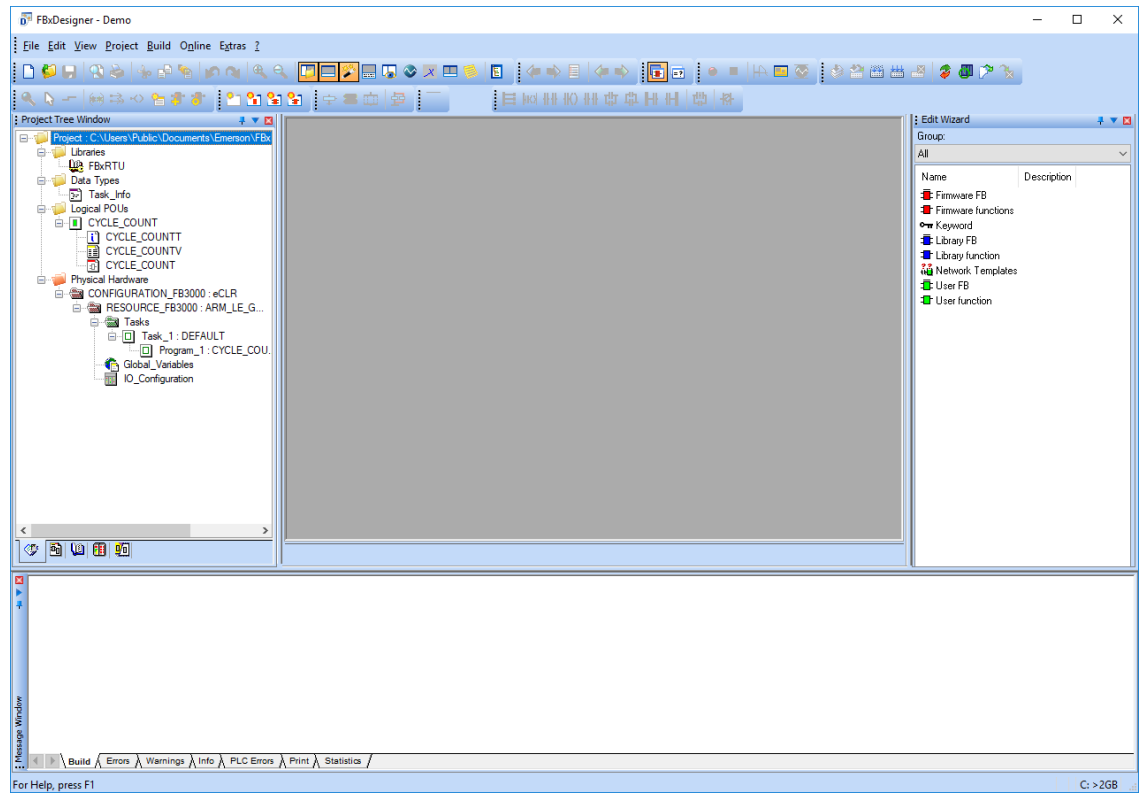 FBxDesigner - Demo
File Edit View Project Build Online Extras ?
Project Tree Window
Project : C:\Users\Public\Documents\Emerson\FBx
Libraries
FBxRTU
Data Types
Task_Info
Logical POUs
CYCLE_COUNT
CYCLE_COUNTT
CYCLE_COUNTV
CYCLE_COUNT
Physical Hardware
CONFIGURATION_FB3000 : eCLR
RESOURCE_FB3000 : ARM_LE_G...
Tasks
Task_1 : DEFAULT
Program_1 : CYCLE_COU.
Global_Variables
IO_Configuration
Edit Wizard
Group:
All
Name Description
Firmware FB
Firmware functions
Keyword
Library FB
Library function
Network Templates
User FB
User function
Message Window
Build Errors Warnings Info PLC Errors Print Statistics
For Help, press F1 C: >2GB